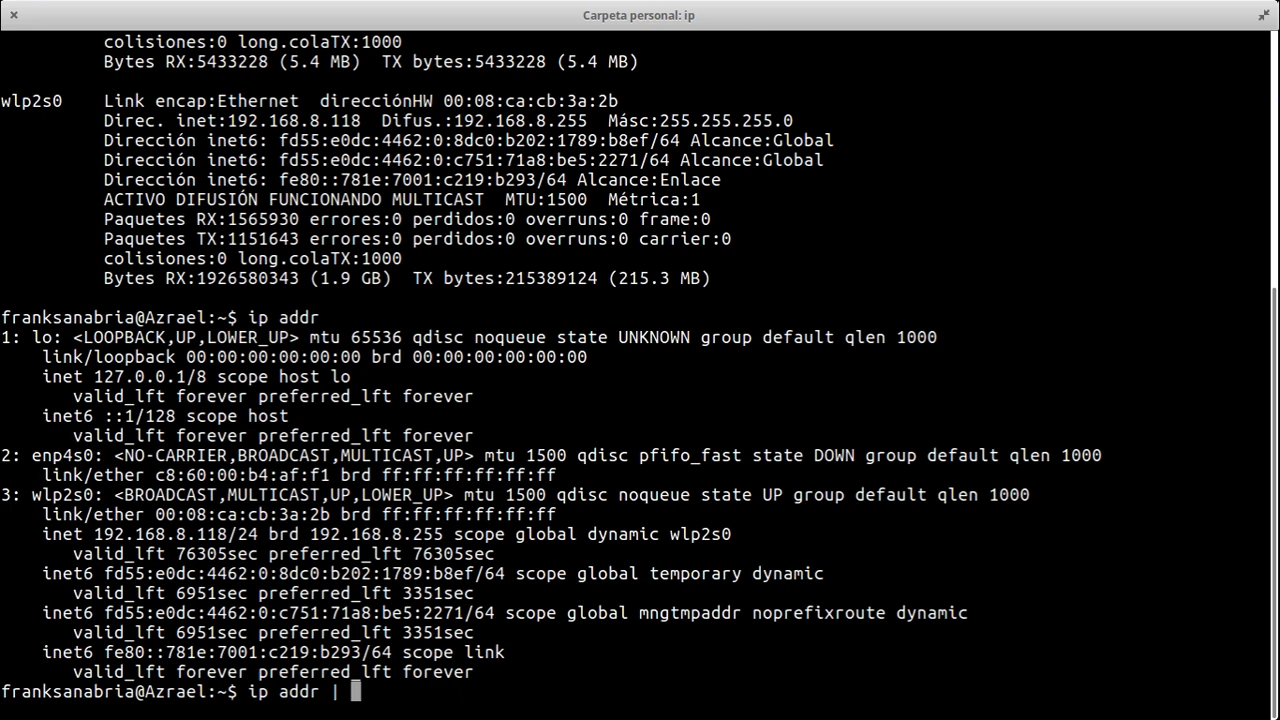 Carpeta personal: ip
colisiones:0 long.colaTX:1000
Bytes RX:5433228 (5.4 MB)  TX bytes:5433228 (5.4 MB)
wlp2s0    Link encap:Ethernet  direcciónHW 00:08:ca:cb:3a:2b
Direc. inet:192.168.8.118  Difus.:192.168.8.255  Másc:255.255.255.0
Dirección inet6: fd55:e0dc:4462:0:8dc0:b202:1789:b8ef/64 Alcance:Global
Dirección inet6: fd55:e0dc:4462:0:c751:71a8:be5:2271/64 Alcance:Global
Dirección inet6: fe80::781e:7001:c219:b293/64 Alcance:Enlace
ACTIVO DIFUSIÓN FUNCIONANDO MULTICAST  MTU:1500  Métrica:1
Paquetes RX:1565930 errores:0 perdidos:0 overruns:0 frame:0
Paquetes TX:1151643 errores:0 perdidos:0 overruns:0 carrier:0
colisiones:0 long.colaTX:1000
Bytes RX:1926580343 (1.9 GB)  TX bytes:215389124 (215.3 MB)
franksanabria@Azrael:~$ ip addr
1: lo: <LOOPBACK,UP,LOWER_UP> mtu 65536 qdisc noqueue state UNKNOWN group default qlen 1000
link/loopback 00:00:00:00:00:00 brd 00:00:00:00:00:00
inet 127.0.0.1/8 scope host lo
valid_lft forever preferred_lft forever
inet6 ::1/128 scope host
valid_lft forever preferred_lft forever
2: enp4s0: <NO-CARRIER,BROADCAST,MULTICAST,UP> mtu 1500 qdisc pfifo_fast state DOWN group default qlen 1000
link/ether c8:60:00:b4:af:f1 brd ff:ff:ff:ff:ff:ff
3: wlp2s0: <BROADCAST,MULTICAST,UP,LOWER_UP> mtu 1500 qdisc noqueue state UP group default qlen 1000
link/ether 00:08:ca:cb:3a:2b brd ff:ff:ff:ff:ff:ff
inet 192.168.8.118/24 brd 192.168.8.255 scope global dynamic wlp2s0
valid_lft 76305sec preferred_lft 76305sec
inet6 fd55:e0dc:4462:0:8dc0:b202:1789:b8ef/64 scope global temporary dynamic
valid_lft 6951sec preferred_lft 3351sec
inet6 fd55:e0dc:4462:0:c751:71a8:be5:2271/64 scope global mngtmpaddr noprefixroute dynamic
valid_lft 6951sec preferred_lft 3351sec
inet6 fe80::781e:7001:c219:b293/64 scope link
valid_lft forever preferred_lft forever
franksanabria@Azrael:~$ ip addr |